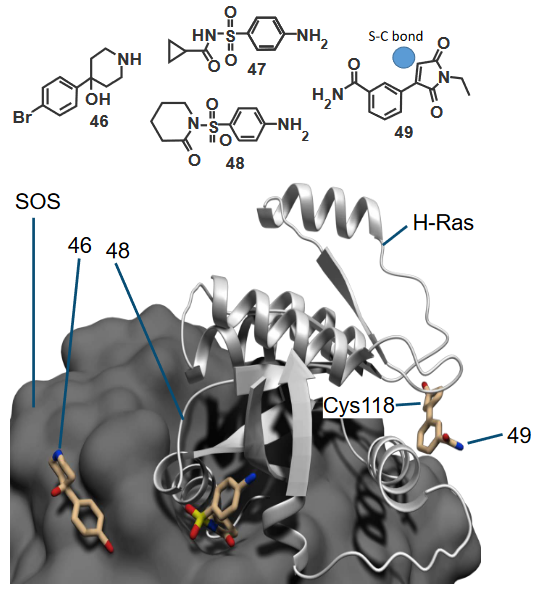 S-C bond
HN
S
NH2
O
O
O
47
NH
OH
Br
46
N
S
NH2
O
O
O
48
O
O
H2N
N
O
49
SOS
46
48
H-Ras
Cys118
49